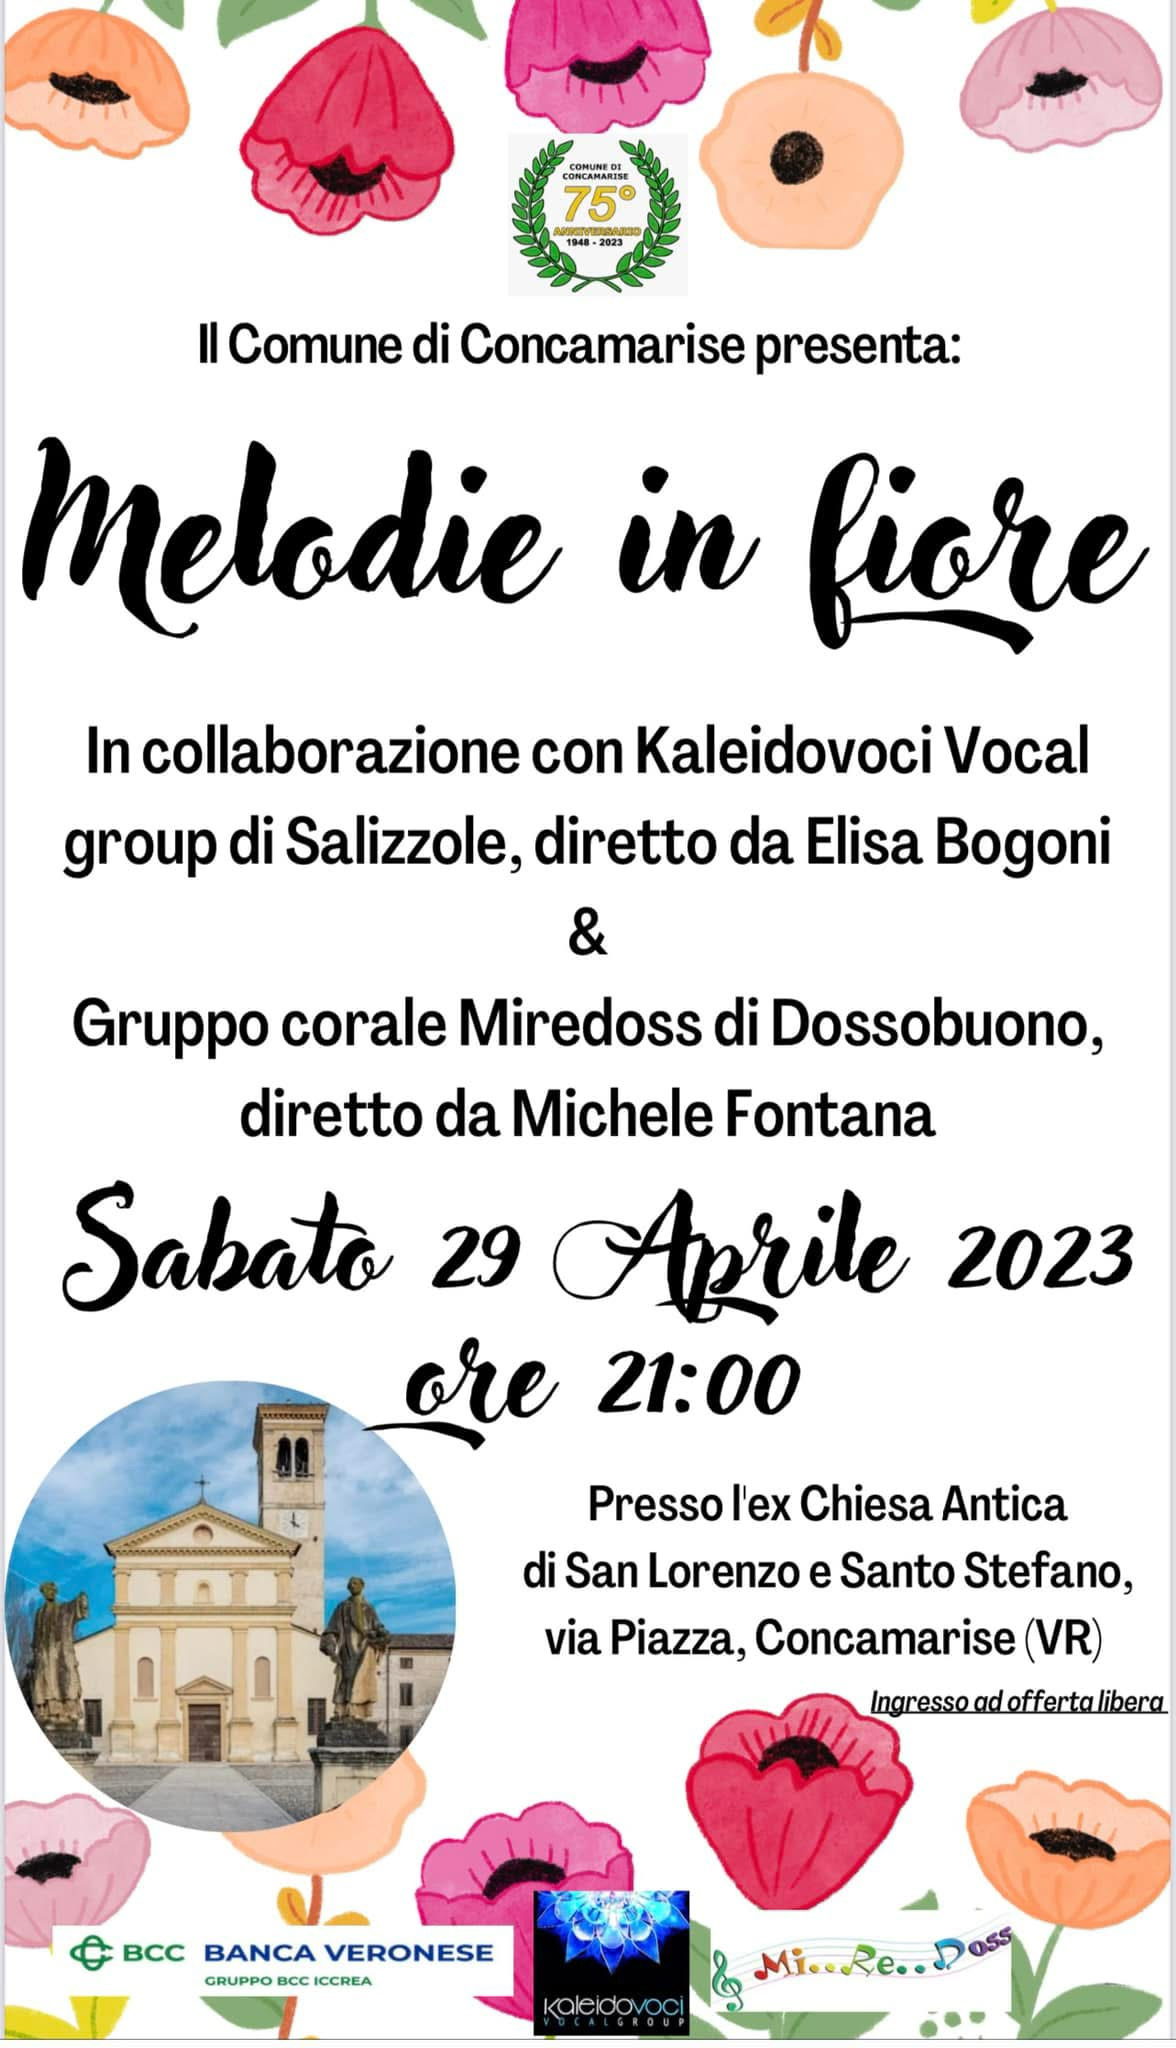 COMUNE DI
CONCAMARISE
75°
ANNIVERSARIO
1948 - 2023
Il Comune di Concamarise presenta:
Melodie in fiore
In collaborazione con Kaleidovoci Vocal
group di Salizzole, diretto da Elisa Bogoni
&
Gruppo corale Miredoss di Dossobuono,
diretto da Michele Fontana
Sabato 29 Aprile 2023
ore 21:00
Presso l'ex Chiesa Antica
di San Lorenzo e Santo Stefano,
via Piazza, Concamarise (VR)
Ingresso ad offerta libera
BCC BANCA VERONESE
GRUPPO BCC ICCREA
kaleidovoci
VOCALGROUP
Mi..Re..Doss